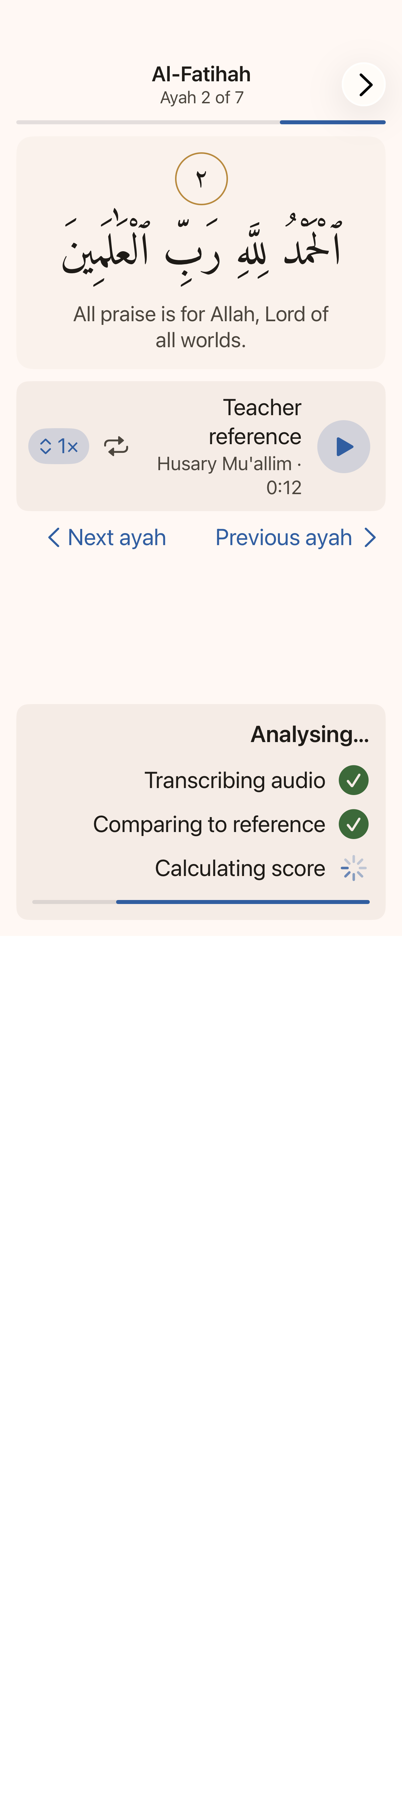 Al-Fatihah
Ayah 2 of 7
٢
ٱلْحَمْدُ لِلَّهِ رَبِّ ٱلْعَٰلَمِينَ
All praise is for Allah, Lord of
all worlds.
Teacher
reference
Husary Mu'allim ·
0:12
1×
Previous ayah
Next ayah
Analysing...
Transcribing audio
Comparing to reference
Calculating score